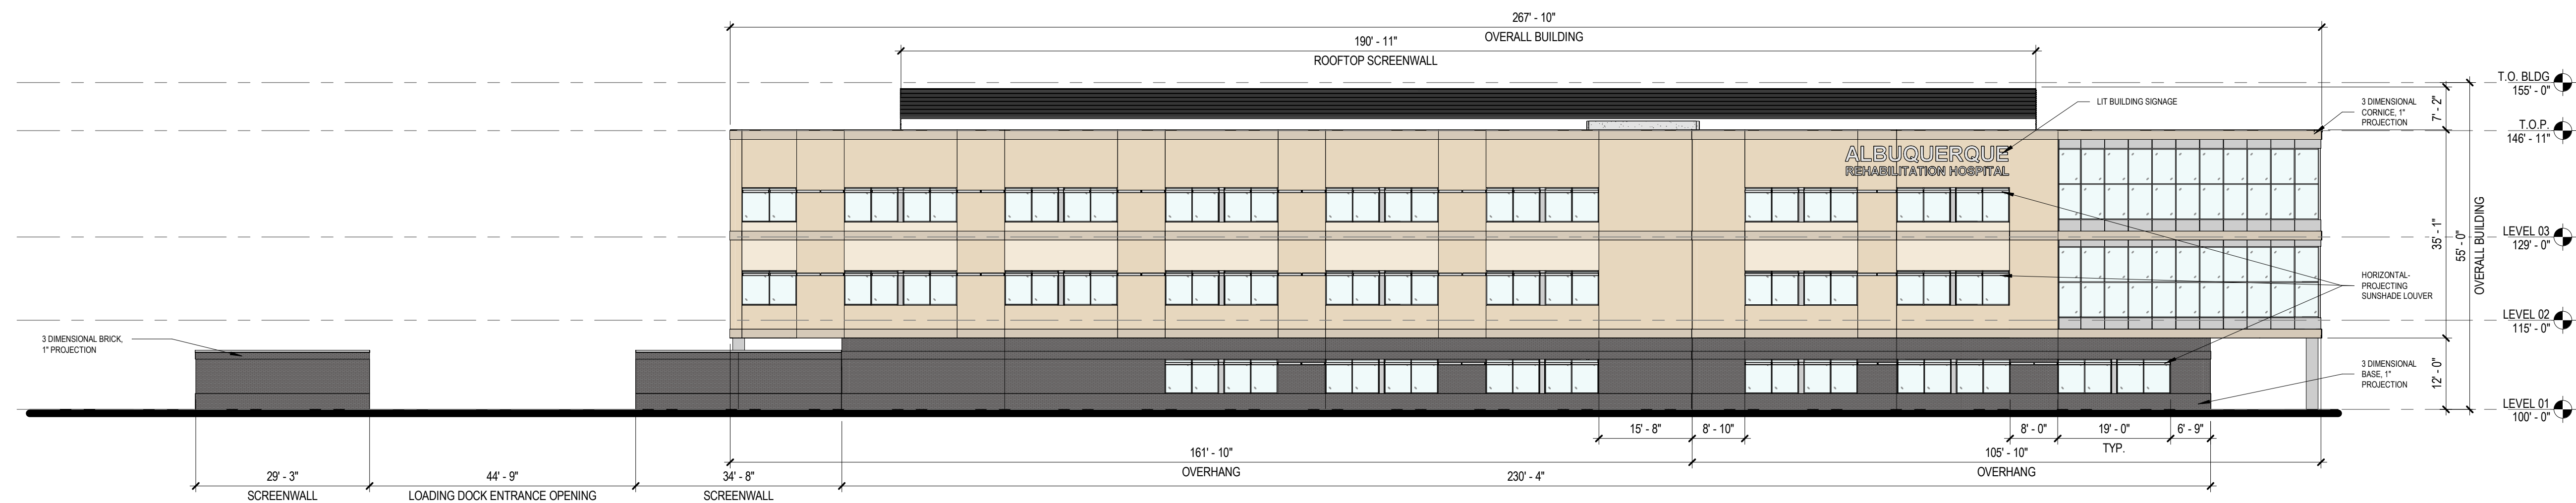 267' - 10"
OVERALL BUILDING
190' - 11"
ROOFTOP SCREENWALL
T.O. BLDG
155' - 0"
LIT BUILDING SIGNAGE
3 DIMENSIONAL
CORNICE, 1"
PROJECTION
7' - 2"
T.O.P.
146' - 11"
ALBUQUERQUE
REHABILITATION HOSPITAL
35' - 1"
55' - 0"
OVERALL BUILDING
LEVEL 03
129' - 0"
HORIZONTAL-
PROJECTING
SUNSHADE LOUVER
LEVEL 02
115' - 0"
3 DIMENSIONAL BRICK,
1" PROJECTION
3 DIMENSIONAL
BASE, 1"
PROJECTION
12' - 0"
LEVEL 01
100' - 0"
15' - 8"
8' - 10"
8' - 0"
19' - 0"
TYP.
6' - 9"
161' - 10"
OVERHANG
105' - 10"
OVERHANG
29' - 3"
SCREENWALL
44' - 9"
LOADING DOCK ENTRANCE OPENING
34' - 8"
SCREENWALL
230' - 4"